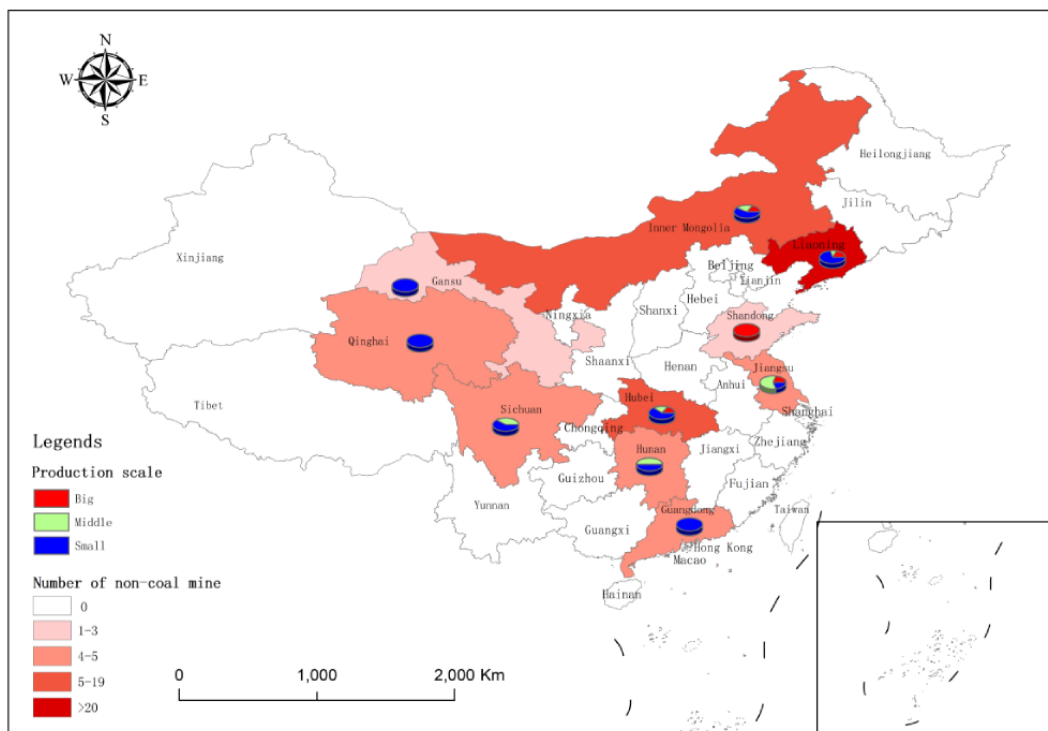 N
W E
S
Heilongjiang
Jilin
Inner Mongolia
Liaoning
Xinjiang
Beijing
Tianjin
Gansu
Hebei
Shanxi
Ningxia
Shandong
Qinghai
Shaanxi
Henan
Jiangsu
Anhui
Tibet
Sichuan
Hubei
Shanghai
Chongqing
Zhejiang
Hunan
Jiangxi
Guizhou
Fujian
Yunnan
Guangdong
Taiwan
Guangxi
Hong Kong
Macao
Hainan
Legends
Production scale
Big
Middle
Small
Number of non-coal mine
0
1-3
4-5
5-19
>20
0 1,000 2,000 Km